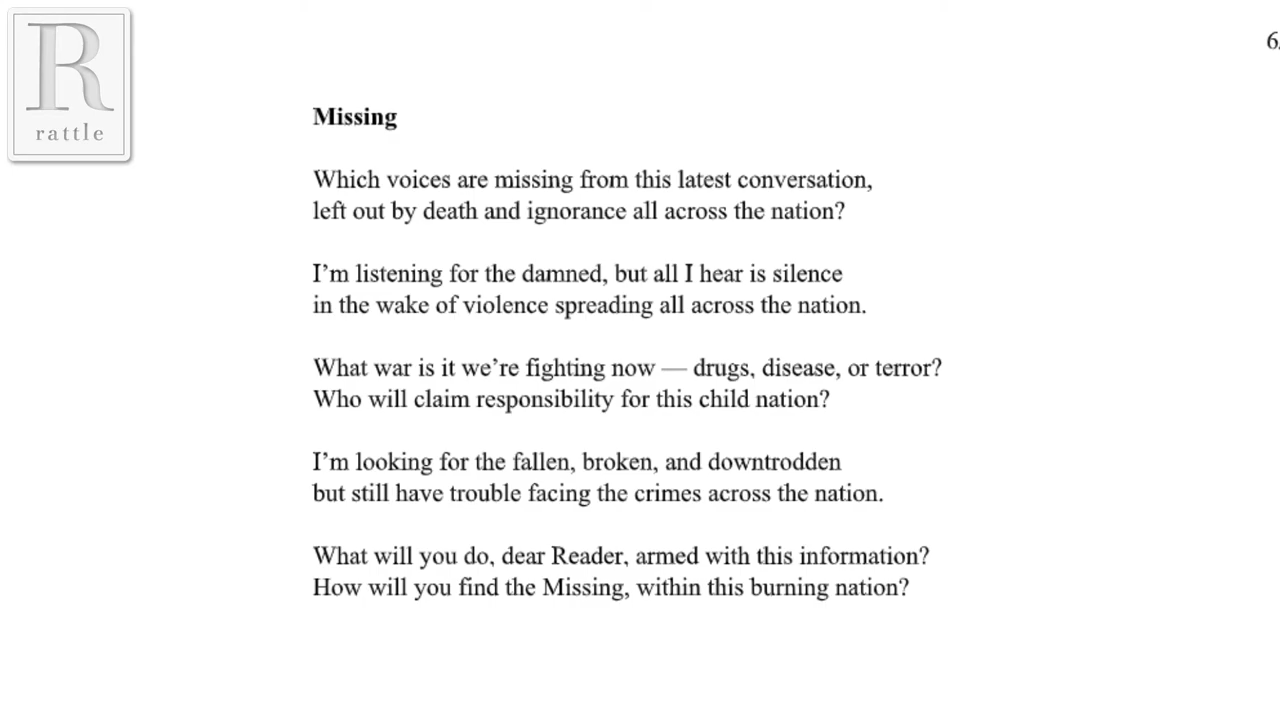 R
rattle
6
Missing
Which voices are missing from this latest conversation,
left out by death and ignorance all across the nation?
I’m listening for the damned, but all I hear is silence
in the wake of violence spreading all across the nation.
What war is it we’re fighting now — drugs, disease, or terror?
Who will claim responsibility for this child nation?
I’m looking for the fallen, broken, and downtrodden
but still have trouble facing the crimes across the nation.
What will you do, dear Reader, armed with this information?
How will you find the Missing, within this burning nation?